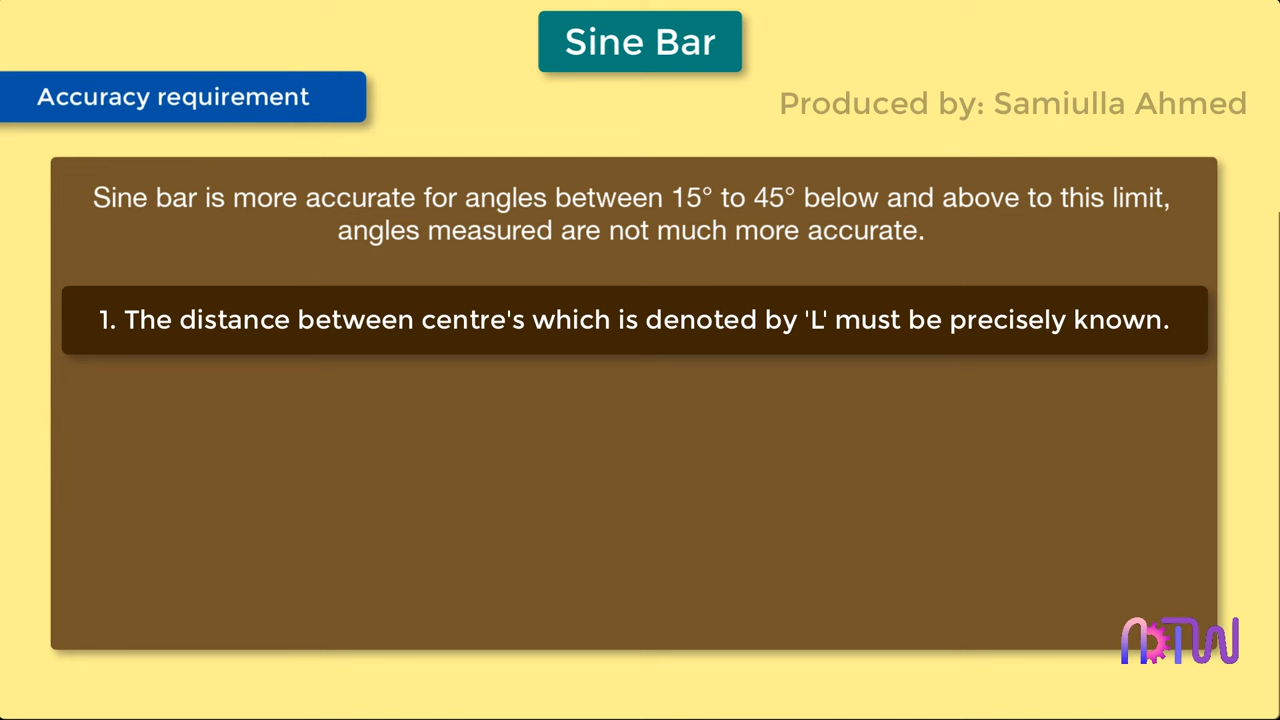 Sine Bar
Accuracy requirement
Produced by: Samiulla Ahmed
Sine bar is more accurate for angles between 15° to 45° below and above to this limit,
angles measured are not much more accurate.
1. The distance between centre's which is denoted by 'L' must be precisely known.